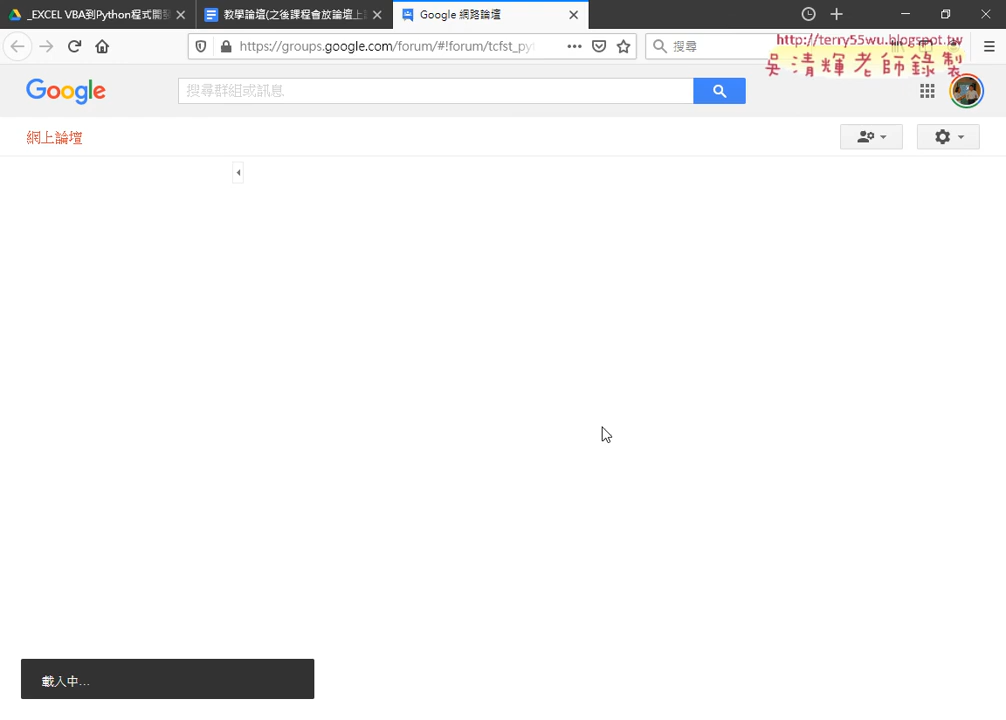 _EXCEL VBA到Python程式開發
教學論壇(之後課程會放論壇上
Google 網路論壇
https://groups.google.com/forum/#!forum/tcfst_pyt
搜尋
http://terry55wu.blogspot.tw
吳清輝老師錄製
Google
搜尋群組或訊息
網上論壇
載入中...